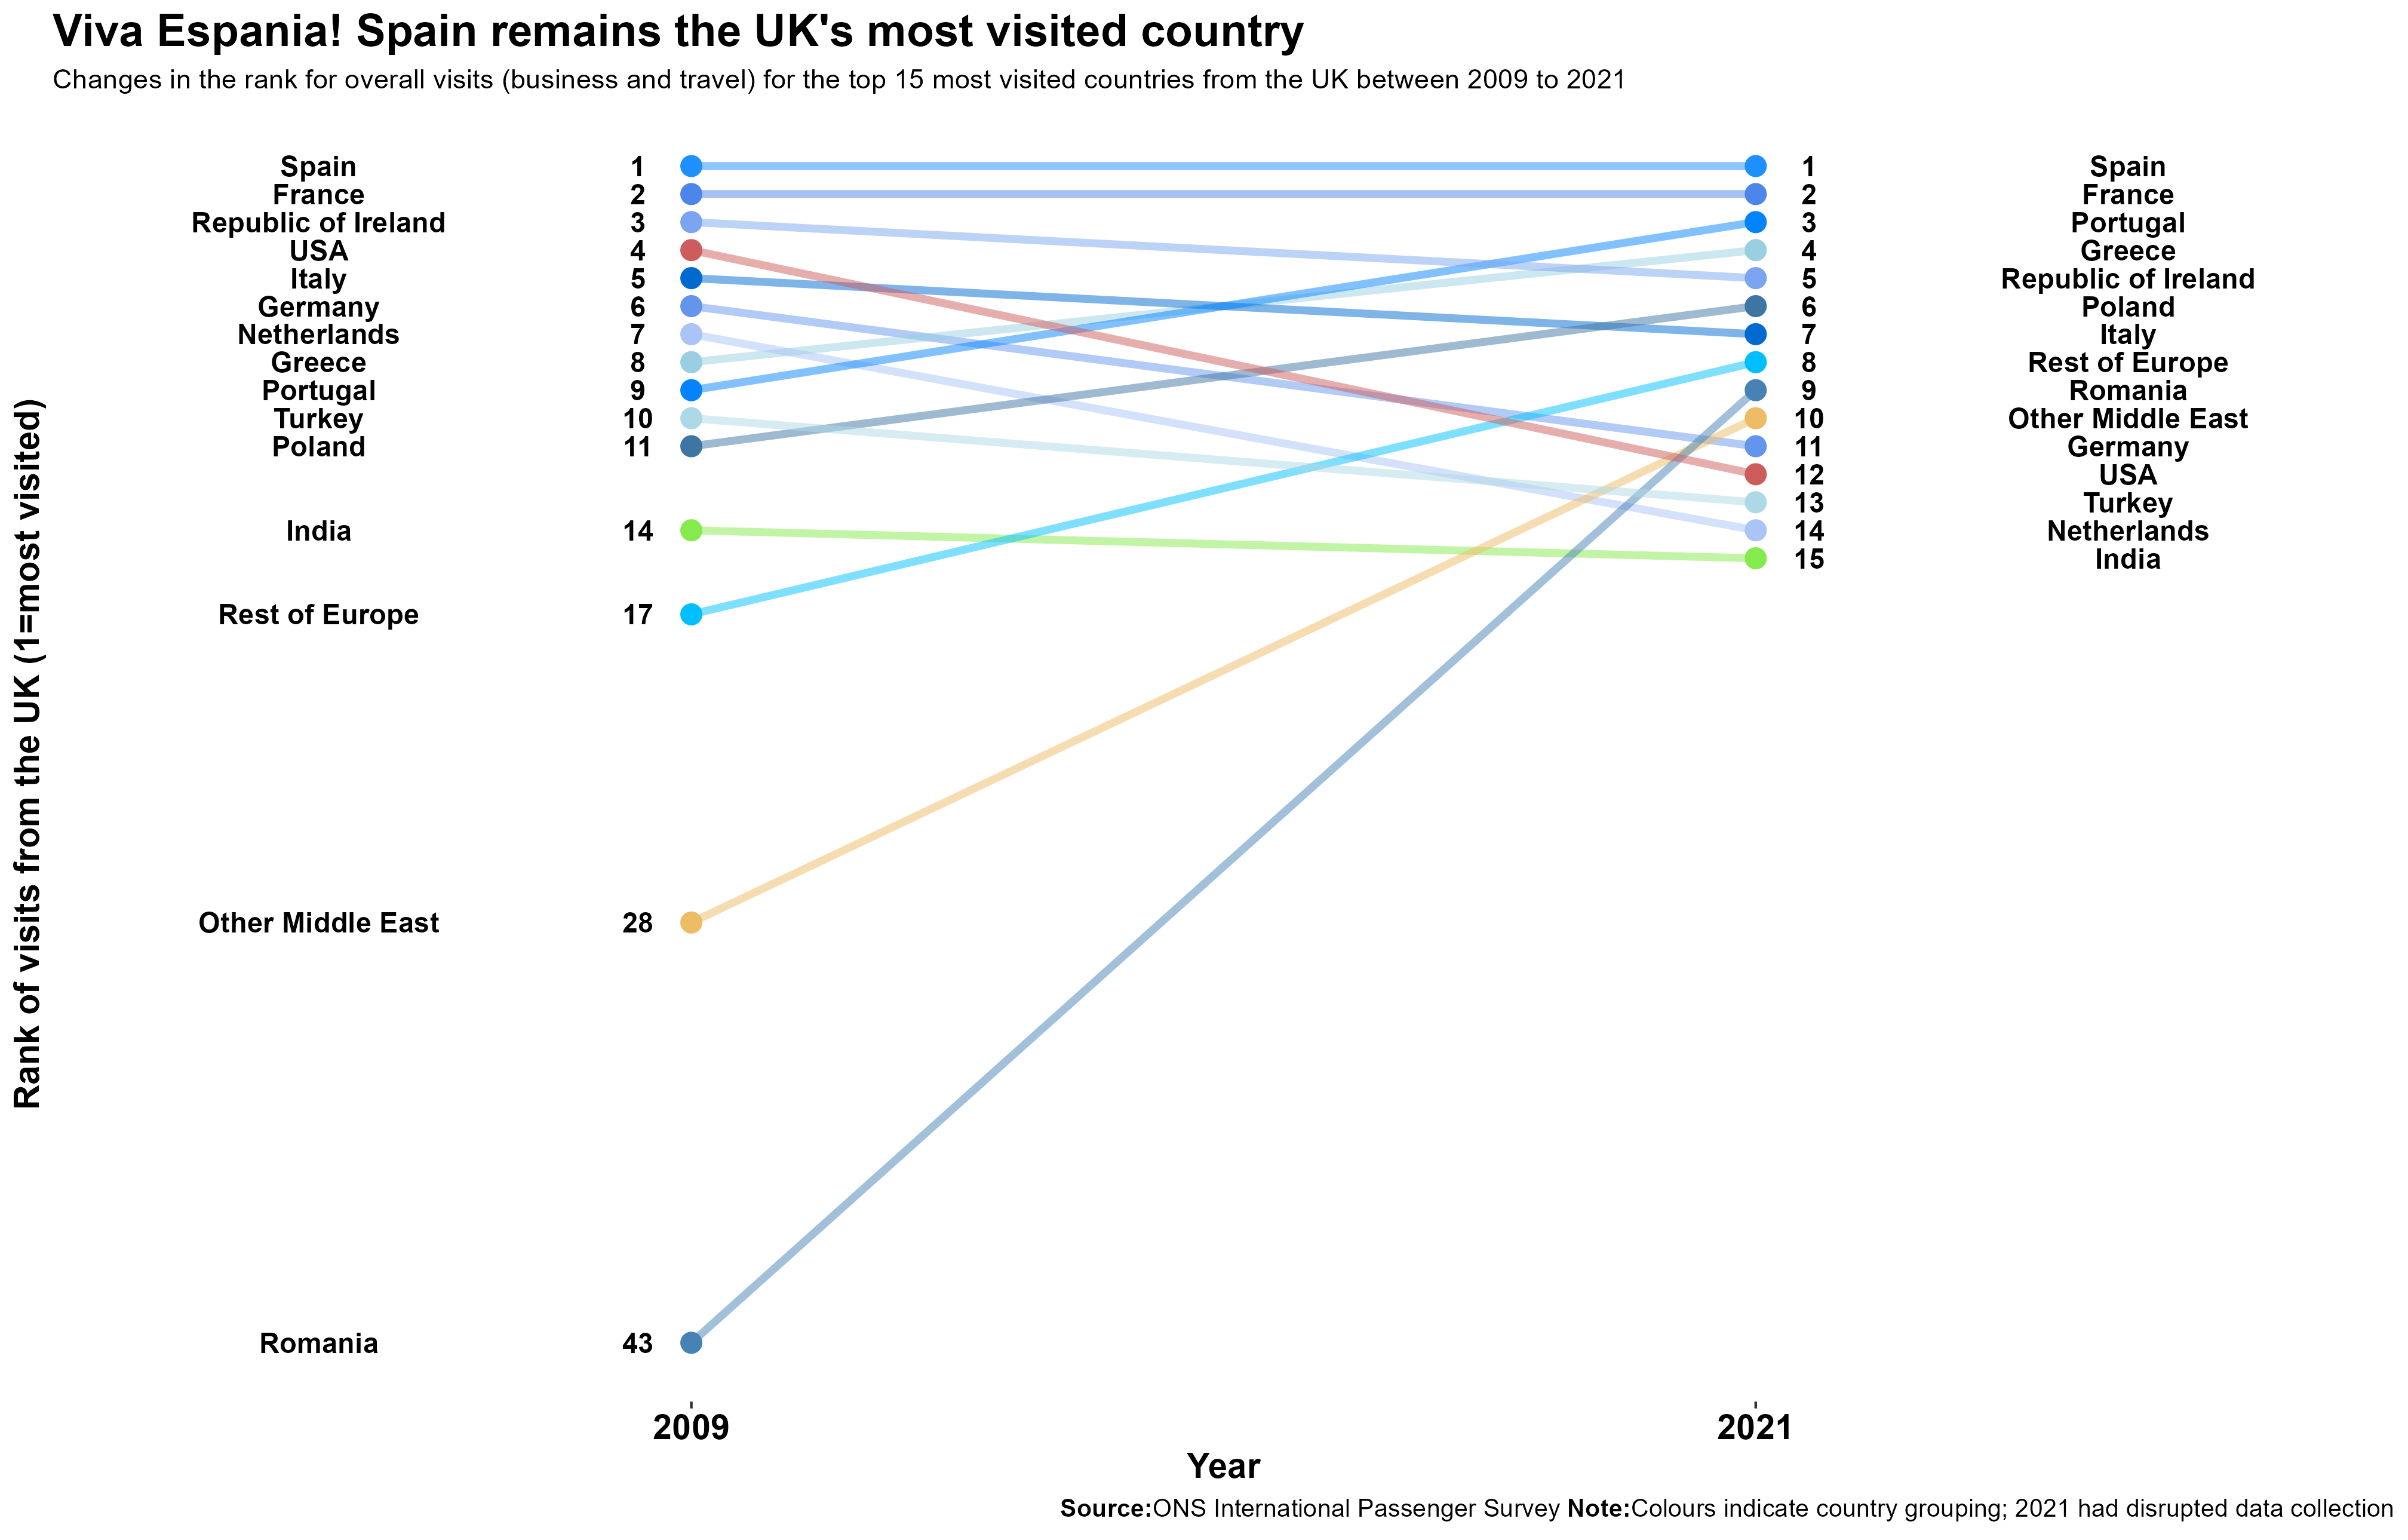 Viva Espania! Spain remains the UK's most visited country
Changes in the rank for overall visits (business and travel) for the top 15 most visited countries from the UK between 2009 to 2021
Rank of visits from the UK (1=most visited)
Spain 1 1 Spain
France 2 2 France
Republic of Ireland 3 3 Portugal
USA 4 4 Greece
Italy 5 5 Republic of Ireland
Germany 6 6 Poland
Netherlands 7 7 Italy
Greece 8 8 Rest of Europe
Portugal 9 9 Romania
Turkey 10 10 Other Middle East
Poland 11 11 Germany
12 USA
13 Turkey
India 14 14 Netherlands
15 India
Rest of Europe 17
Other Middle East 28
Romania 43
2009 2021
Year
Source:ONS International Passenger Survey Note:Colours indicate country grouping; 2021 had disrupted data collection